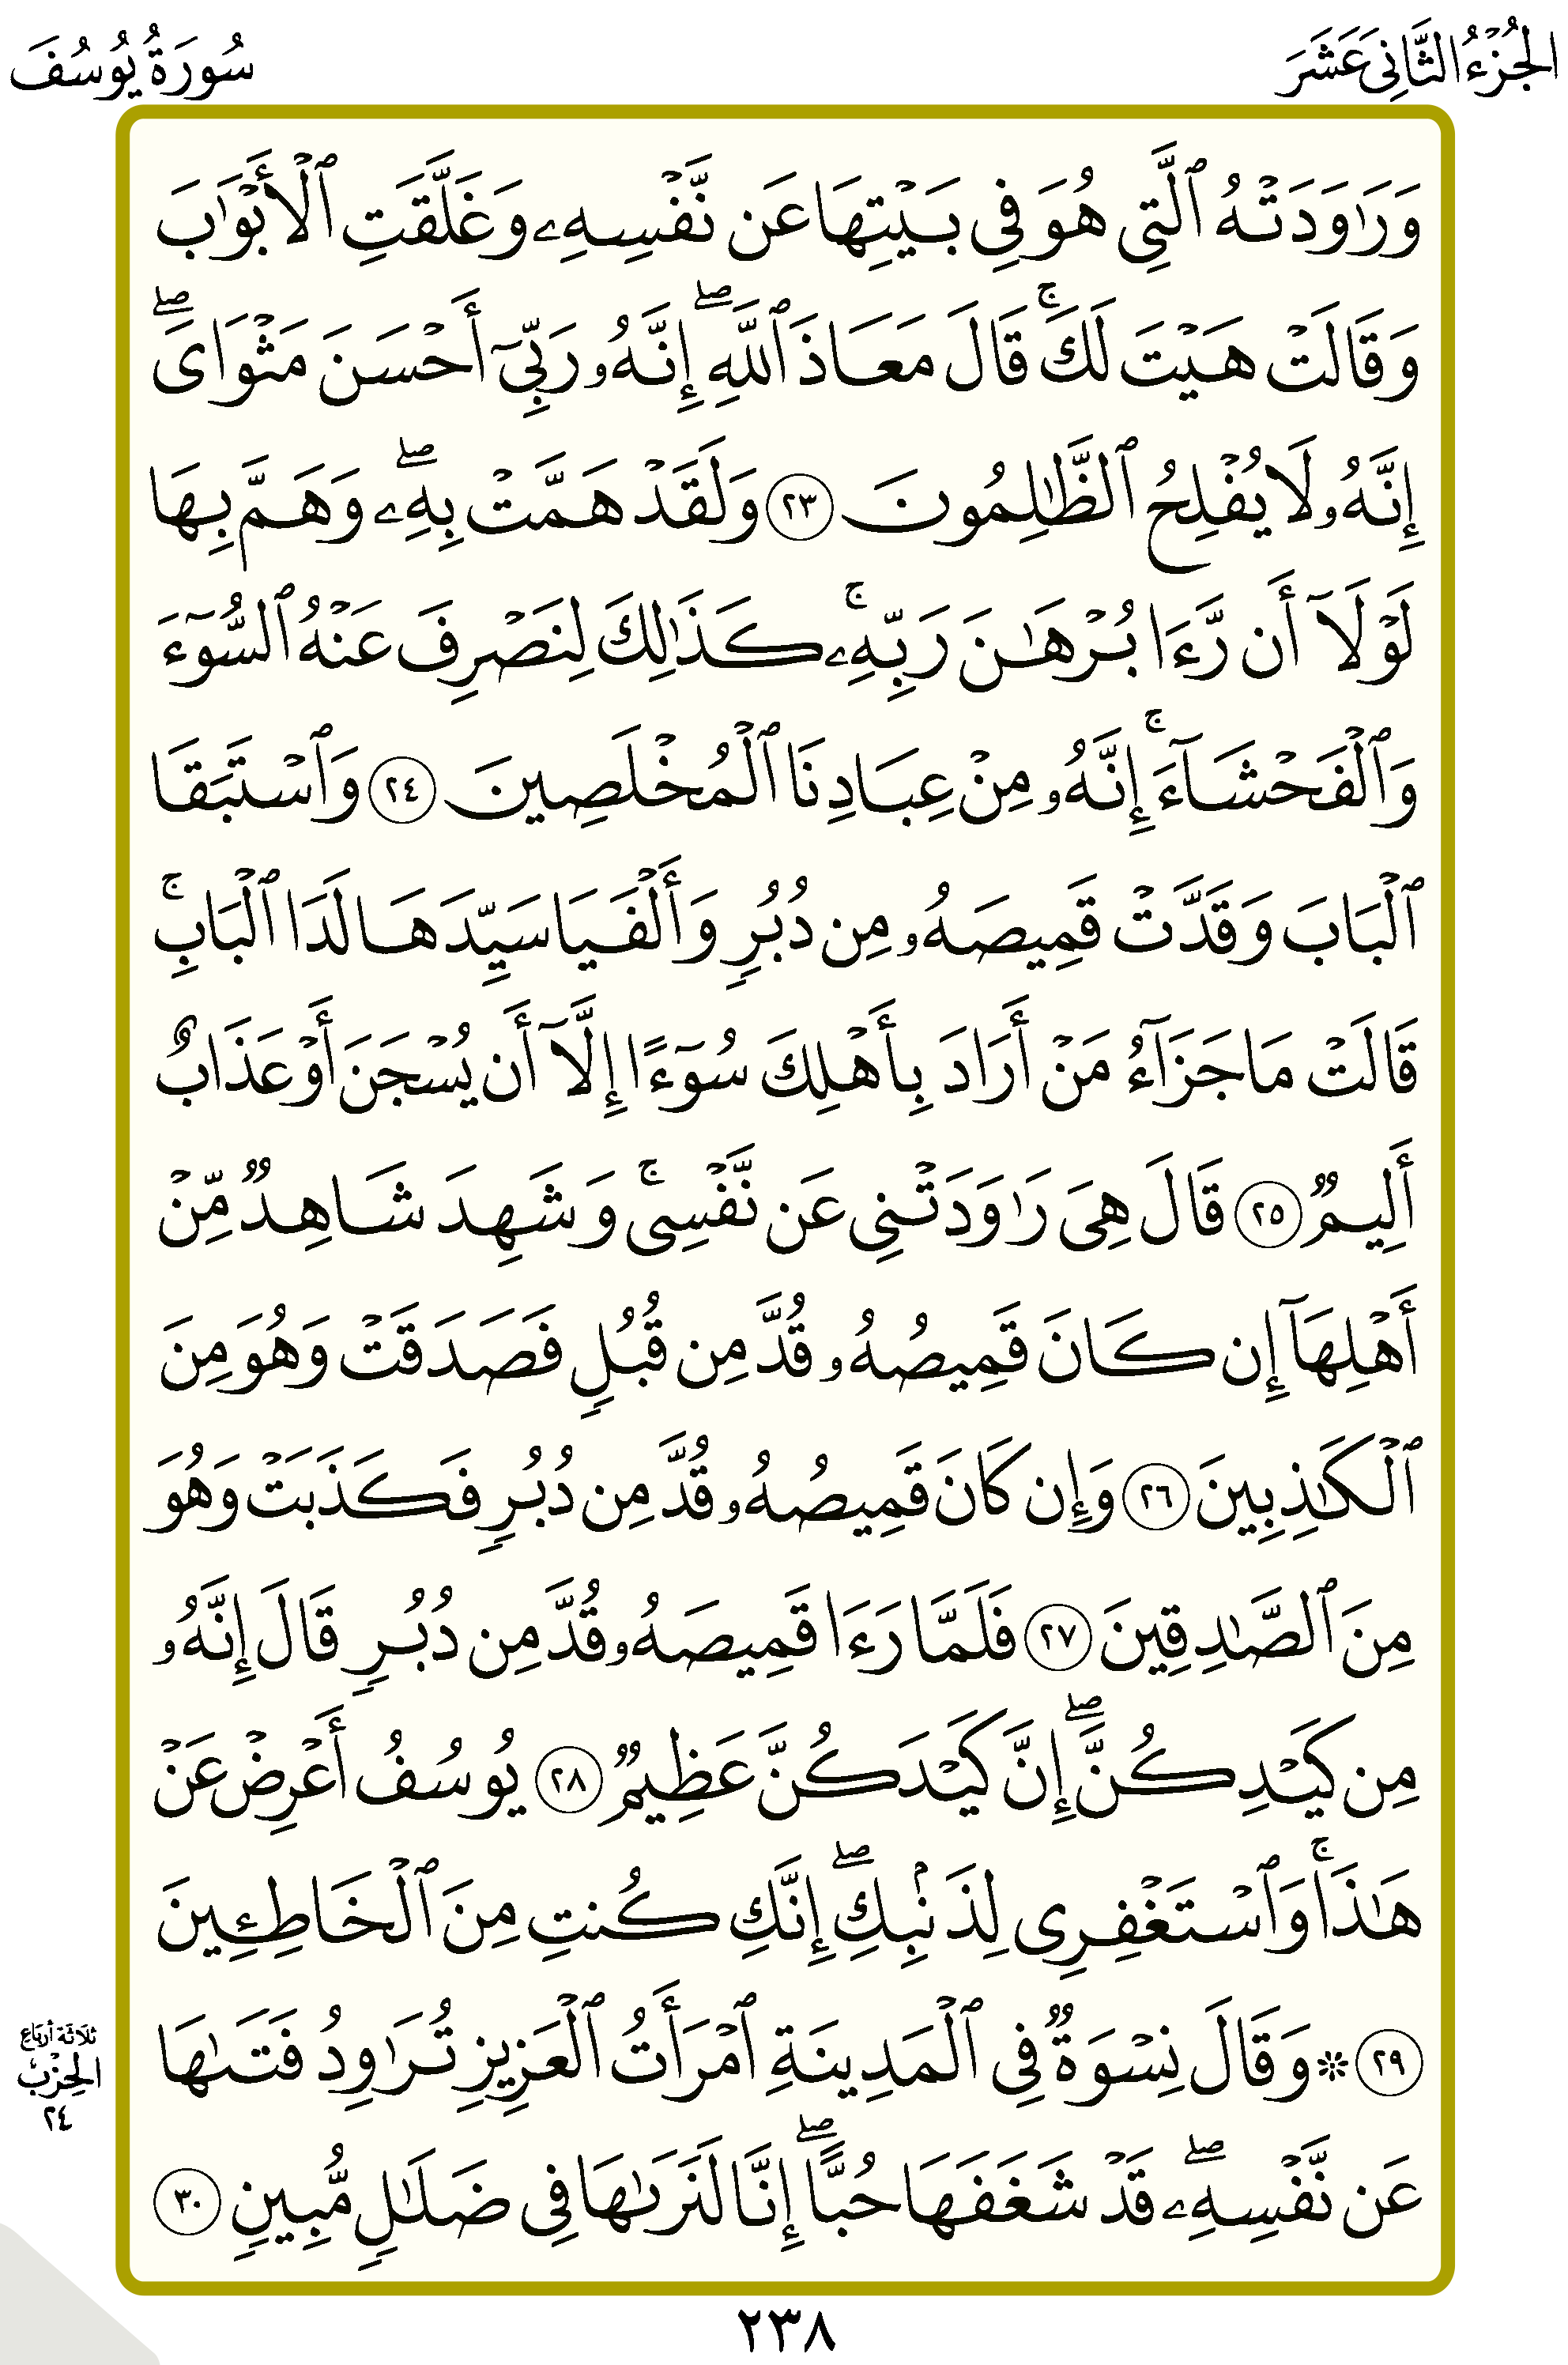 الجُزْءُ الثَّانِى عَشَرَ
سُورَةُ يُوسُفَ
وَرَٰوَدَتْهُ ٱلَّتِى هُوَ فِى بَيْتِهَا عَن نَّفْسِهِۦ وَغَلَّقَتِ ٱلْأَبْوَٰبَ
وَقَالَتْ هَيْتَ لَكَ ۚ قَالَ مَعَاذَ ٱللَّهِ ۖ إِنَّهُۥ رَبِّىٓ أَحْسَنَ مَثْوَاىَ ۖ
إِنَّهُۥ لَا يُفْلِحُ ٱلظَّٰلِمُونَ ٢٣ وَلَقَدْ هَمَّتْ بِهِۦ ۖ وَهَمَّ بِهَا
لَوْلَآ أَن رَّءَا بُرْهَٰنَ رَبِّهِۦ ۚ كَذَٰلِكَ لِنَصْرِفَ عَنْهُ ٱلسُّوٓءَ
وَٱلْفَحْشَآءَ ۚ إِنَّهُۥ مِنْ عِبَادِنَا ٱلْمُخْلَصِينَ ٢٤ وَٱسْتَبَقَا
ٱلْبَابَ وَقَدَّتْ قَمِيصَهُۥ مِن دُبُرٍ وَأَلْفَيَا سَيِّدَهَا لَدَا ٱلْبَابِ ۚ
قَالَتْ مَا جَزَآءُ مَنْ أَرَادَ بِأَهْلِكَ سُوٓءًا إِلَّآ أَن يُسْجَنَ أَوْ عَذَابٌ
أَلِيمٌ ٢٥ قَالَ هِىَ رَٰوَدَتْنِى عَن نَّفْسِى ۚ وَشَهِدَ شَاهِدٌ مِّنْ
أَهْلِهَآ إِن كَانَ قَمِيصُهُۥ قُدَّ مِن قُبُلٍ فَصَدَقَتْ وَهُوَ مِنَ
ٱلْكَٰذِبِينَ ٢٦ وَإِن كَانَ قَمِيصُهُۥ قُدَّ مِن دُبُرٍ فَكَذَبَتْ وَهُوَ
مِنَ ٱلصَّٰدِقِينَ ٢٧ فَلَمَّا رَءَا قَمِيصَهُۥ قُدَّ مِن دُبُرٍ قَالَ إِنَّهُۥ
مِن كَيْدِكُنَّ ۖ إِنَّ كَيْدَكُنَّ عَظِيمٌ ٢٨ يُوسُفُ أَعْرِضْ عَنْ
هَٰذَا ۚ وَٱسْتَغْفِرِى لِذَنۢبِكِ ۖ إِنَّكِ كُنتِ مِنَ ٱلْخَاطِـِٔينَ
٢٩ ۞ وَقَالَ نِسْوَةٌ فِى ٱلْمَدِينَةِ ٱمْرَأَتُ ٱلْعَزِيزِ تُرَٰوِدُ فَتَىٰهَا
عَن نَّفْسِهِۦ ۖ قَدْ شَغَفَهَا حُبًّا ۖ إِنَّا لَنَرَىٰهَا فِى ضَلَٰلٍ مُّبِينٍ ٣٠
ثلاثة أرباع
الحِزْب
٢٤
٢٣٨